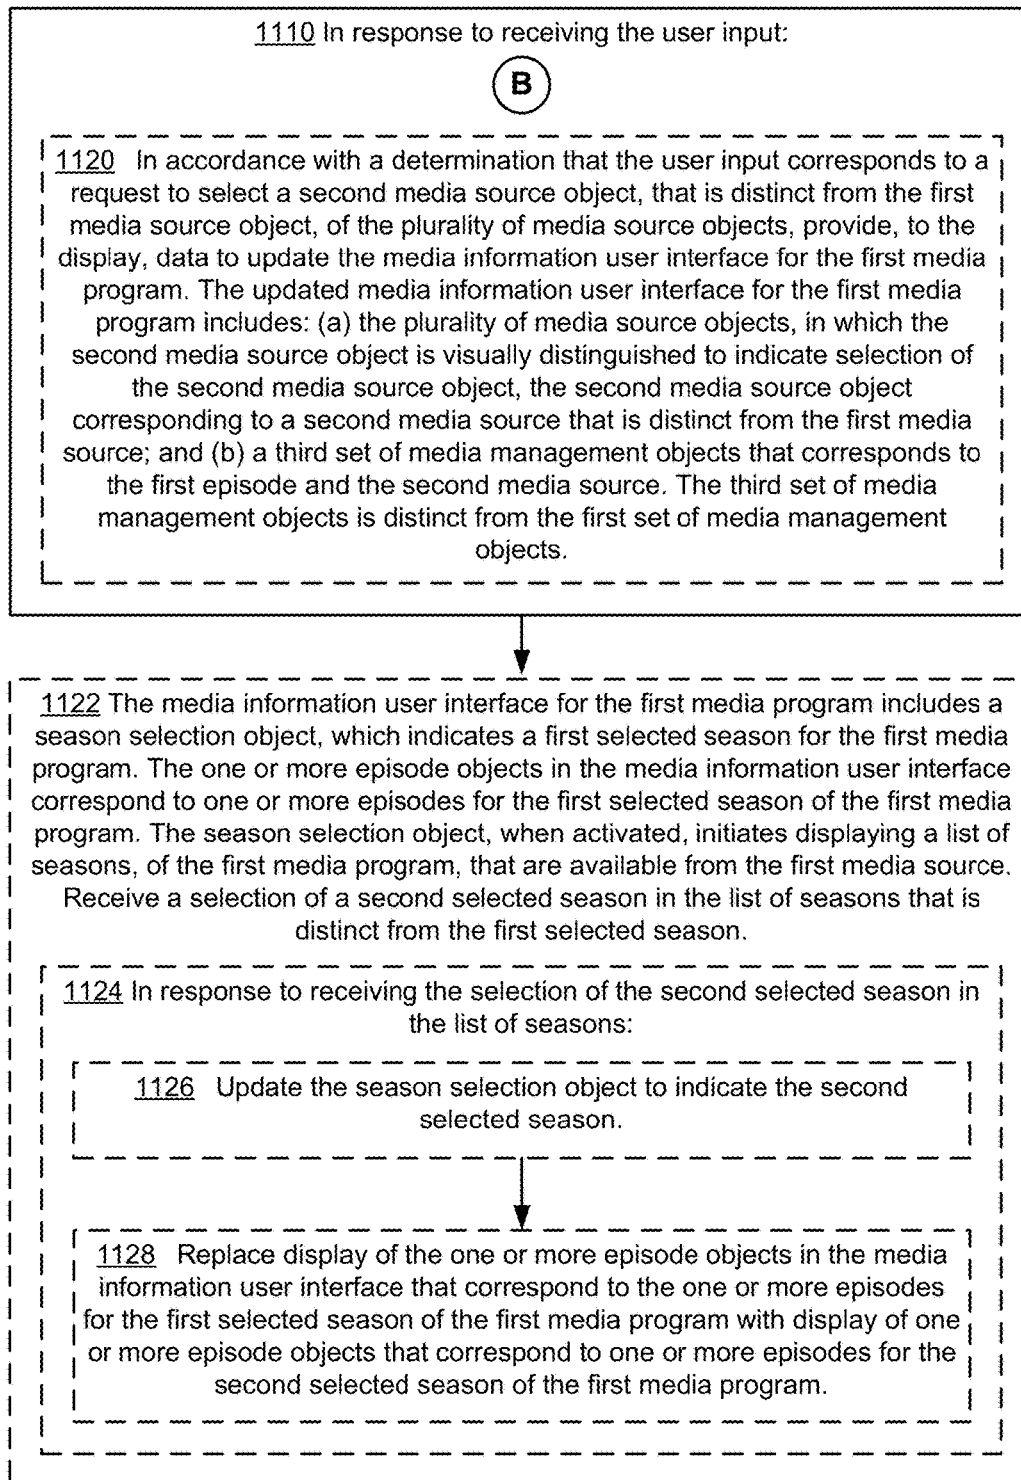 1110 In response to receiving the user input:
B
1120 In accordance with a determination that the user input corresponds to a
request to select a second media source object, that is distinct from the first
media source object, of the plurality of media source objects, provide, to the
display, data to update the media information user interface for the first media
program. The updated media information user interface for the first media
program includes: (a) the plurality of media source objects, in which the
second media source object is visually distinguished to indicate selection of
the second media source object, the second media source object
corresponding to a second media source that is distinct from the first media
source; and (b) a third set of media management objects that corresponds to
the first episode and the second media source. The third set of media
management objects is distinct from the first set of media management
objects.
1122 The media information user interface for the first media program includes a
season selection object, which indicates a first selected season for the first media
program. The one or more episode objects in the media information user interface
correspond to one or more episodes for the first selected season of the first media
program. The season selection object, when activated, initiates displaying a list of
seasons, of the first media program, that are available from the first media source.
Receive a selection of a second selected season in the list of seasons that is
distinct from the first selected season.
1124 In response to receiving the selection of the second selected season in
the list of seasons:
1126 Update the season selection object to indicate the second
selected season.
1128 Replace display of the one or more episode objects in the media
information user interface that correspond to the one or more episodes
for the first selected season of the first media program with display of one
or more episode objects that correspond to one or more episodes for the
second selected season of the first media program.